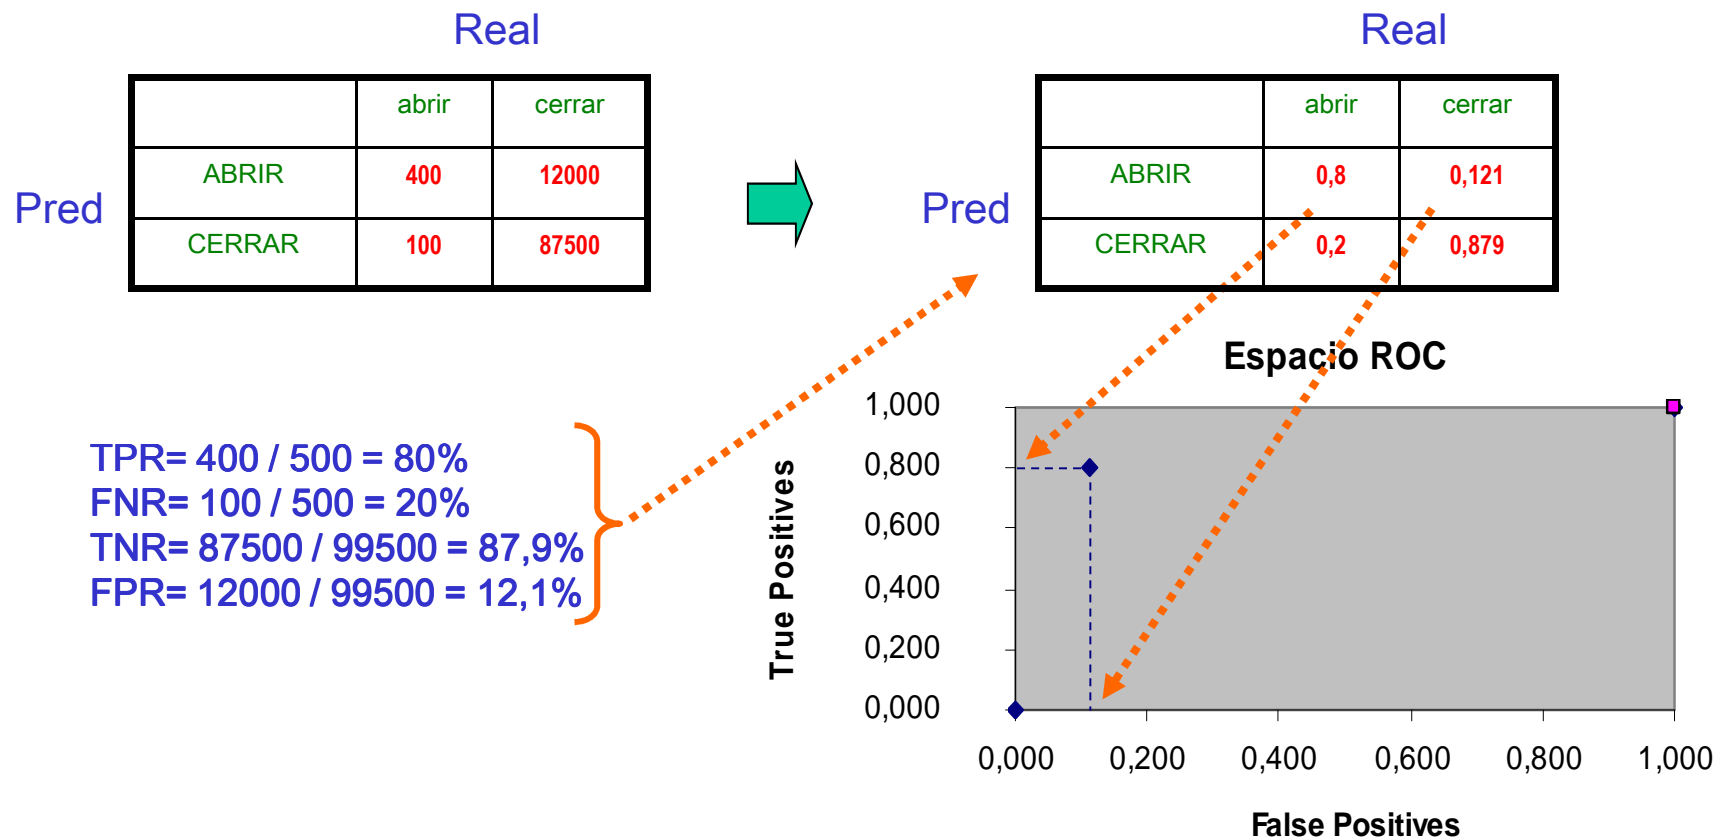 Real
abrir cerrar
ABRIR 400 12000
Pred
CERRAR 100 87500
Real
abrir cerrar
ABRIR 0,8 0,121
Pred
CERRAR 0,2 0,879
TPR= 400 / 500 = 80%
FNR= 100 / 500 = 20%
TNR= 87500 / 99500 = 87,9%
FPR= 12000 / 99500 = 12,1%
Espacio ROC
True Positives
1,000
0,800
0,600
0,400
0,200
0,000
0,000 0,200 0,400 0,600 0,800 1,000
False Positives